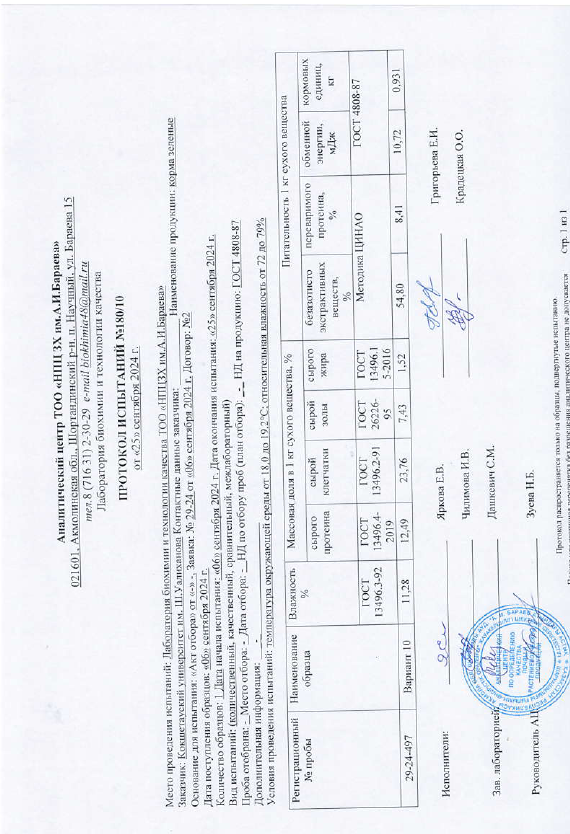 Аналитический центр ТОО «НПЦ ЗХ им.А.И.Бараева»
021601, Акмолинская обл., Шортандинский р-н, п. Научный, ул. Бараева 15
тел.8 (716 31) 2-30-29 e-mail biokhimia48@mail.ru
Лаборатория биохимии и технологии качества
ПРОТОКОЛ ИСПЫТАНИЙ №180/10
от «25» сентября 2024 г.
Место проведения испытаний: Лаборатория биохимии и технологии качества ТОО «НПЦЗХ им.А.И.Бараева»
Заказчик: Кокшетауский университет им. Ш.Уалиханова Контактные данные заказчика: Наименование продукции: корма зеленые
Основание для испытания: «Акт отбора» от «-» -, Заявка: № 29-24 от «06» сентября 2024 г. Договор: №2
Дата поступления образцов: «06» сентября 2024 г.
Количество образцов: 1 Дата начала испытания: «06» сентября 2024 г. Дата окончания испытания: «25» сентября 2024 г.
Вид испытаний: (количественный, качественный, сравнительный, межлабораторный)
Проба отобрана: - Место отбора: - Дата отбора: - НД по отбору проб (план отбора): - НД на продукцию: ГОСТ 4808-87
Дополнительная информация: -
Условия проведения испытаний: температура окружающей среды от 18,0 до 19,2°С; относительная влажность от 72 до 79%
Регистрационный № пробы
Наименование образца
Влажность %
Массовая доля в 1 кг сухого вещества, %
Питательность 1 кг сухого вещества
сырого протеина
сырой клетчатки
сырой золы
сырого жира
безазотисто экстрактивных веществ, %
переваримого протеина, %
обменной энергии, мДж
кормовых единиц, кг
ГОСТ 13496.3-92
ГОСТ 13496.4-2019
ГОСТ 13496.2-91
ГОСТ 26226-95
ГОСТ 13496.15-2016
Методика ЦИНАО
ГОСТ 4808-87
29-24-497 Вариант 10 11,28 12,49 23,76 7,43 1,52 54,80 8,41 10,72 0,931
Исполнители: Яркова Е.В. Григорьева Е.И.
Чилимова И.В. Крадецкая О.О.
Зав. лабораторией Дашкевич С.М.
Руководитель АЦ Зуева Н.Б.
Протокол распространяется только на образцы, подвергнутые испытанию
Стр. 1 из 1